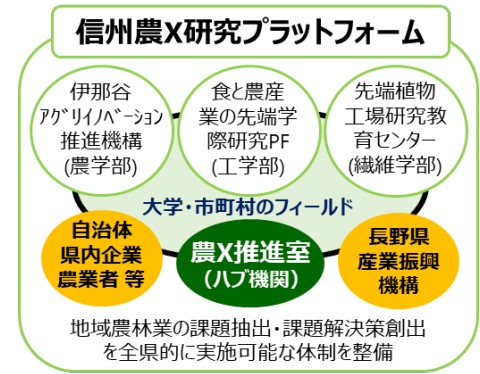 信州農X研究プラットフォーム
伊那谷
ｱｸﾞﾘｲﾉﾍﾞｰｼｮﾝ
推進機構
(農学部)
食と農産
業の先端学
際研究PF
(工学部)
先端植物
工場研究教
育センター
(繊維学部)
大学・市町村のフィールド
自治体
県内企業
農業者 等
農X推進室
(ハブ機関)
長野県
産業振興
機構
地域農林業の課題抽出・課題解決策創出
を全県的に実施可能な体制を整備